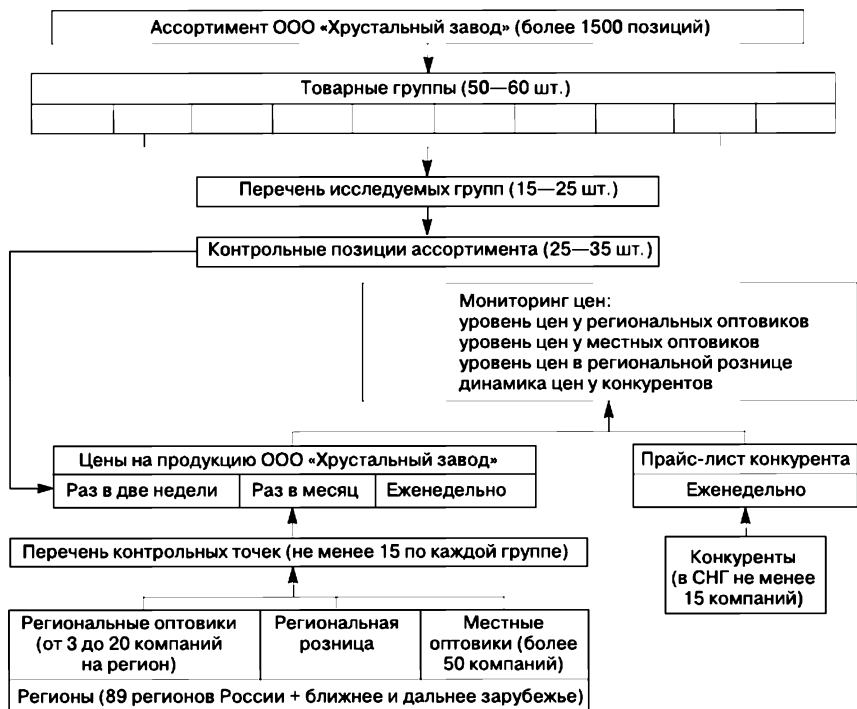 Ассортимент ООО «Хрустальный завод» (более 1500 позиций)
Товарные группы (50—60 шт.)
Перечень исследуемых групп (15—25 шт.)
Контрольные позиции ассортимента (25—35 шт.)
Мониторинг цен:
уровень цен у региональных оптовиков
уровень цен у местных оптовиков
уровень цен в региональной рознице
динамика цен у конкурентов
Цены на продукцию ООО «Хрустальный завод»
Раз в две недели
Раз в месяц
Еженедельно
Прайс-лист конкурента
Еженедельно
Перечень контрольных точек (не менее 15 по каждой группе)
Конкуренты
(в СНГ не менее
15 компаний)
Региональные оптовики
(от 3 до 20 компаний
на регион)
Региональная
розница
Местные
оптовики (более
50 компаний)
Регионы (89 регионов России + ближнее и дальнее зарубежье)